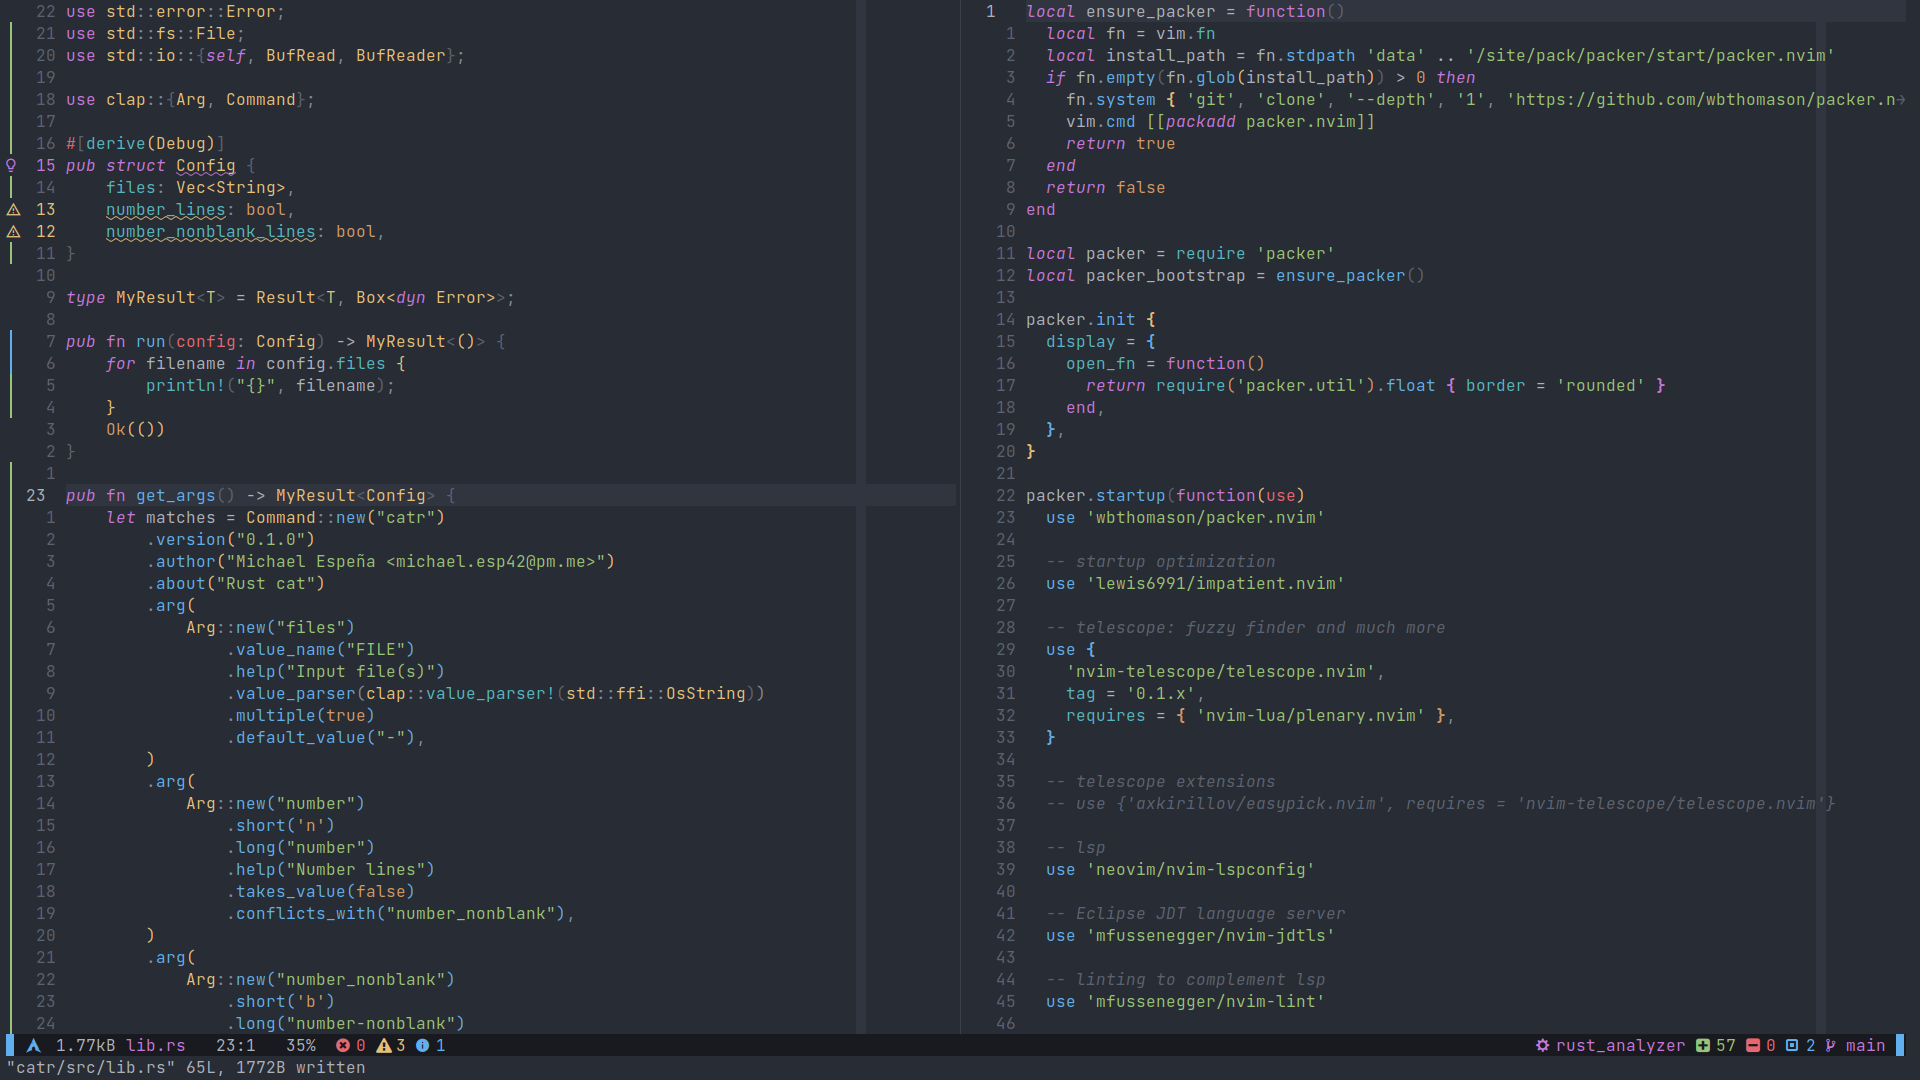 22 use std::error::Error;
21 use std::fs::File;
20 use std::io::{self, BufRead, BufReader};
19
18 use clap::{Arg, Command};
17
16 #[derive(Debug)]
15 pub struct Config {
14     files: Vec<String>,
13     number_lines: bool,
12     number_nonblank_lines: bool,
11 }
10
9 type MyResult<T> = Result<T, Box<dyn Error>>;
8
7 pub fn run(config: Config) -> MyResult<()> {
6     for filename in config.files {
5         println!("{}", filename);
4     }
3     Ok(())
2 }
1
23 pub fn get_args() -> MyResult<Config> {
1     let matches = Command::new("catr")
2         .version("0.1.0")
3         .author("Michael Espeña <michael.esp42@pm.me>")
4         .about("Rust cat")
5         .arg(
6             Arg::new("files")
7                 .value_name("FILE")
8                 .help("Input file(s)")
9                 .value_parser(clap::value_parser!(std::ffi::OsString))
10                 .multiple(true)
11                 .default_value("-"),
12         )
13         .arg(
14             Arg::new("number")
15                 .short('n')
16                 .long("number")
17                 .help("Number lines")
18                 .takes_value(false)
19                 .conflicts_with("number_nonblank"),
20         )
21         .arg(
22             Arg::new("number_nonblank")
23                 .short('b')
24                 .long("number-nonblank")
1 local ensure_packer = function()
1   local fn = vim.fn
2   local install_path = fn.stdpath 'data' .. '/site/pack/packer/start/packer.nvim'
3   if fn.empty(fn.glob(install_path)) > 0 then
4     fn.system { 'git', 'clone', '--depth', '1', 'https://github.com/wbthomason/packer.n→
5     vim.cmd [[packadd packer.nvim]]
6     return true
7   end
8   return false
9 end
10
11 local packer = require 'packer'
12 local packer_bootstrap = ensure_packer()
13
14 packer.init {
15   display = {
16     open_fn = function()
17       return require('packer.util').float { border = 'rounded' }
18     end,
19   },
20 }
21
22 packer.startup(function(use)
23   use 'wbthomason/packer.nvim'
24
25   -- startup optimization
26   use 'lewis6991/impatient.nvim'
27
28   -- telescope: fuzzy finder and much more
29   use {
30     'nvim-telescope/telescope.nvim',
31     tag = '0.1.x',
32     requires = { 'nvim-lua/plenary.nvim' },
33   }
34
35   -- telescope extensions
36   -- use {'axkirillov/easypick.nvim', requires = 'nvim-telescope/telescope.nvim'}
37
38   -- lsp
39   use 'neovim/nvim-lspconfig'
40
41   -- Eclipse JDT language server
42   use 'mfussenegger/nvim-jdtls'
43
44   -- linting to complement lsp
45   use 'mfussenegger/nvim-lint'
46
1.77kB lib.rs 23:1 35% 0 3 1 rust_analyzer 57 0 2 main
"catr/src/lib.rs" 65L, 1772B written